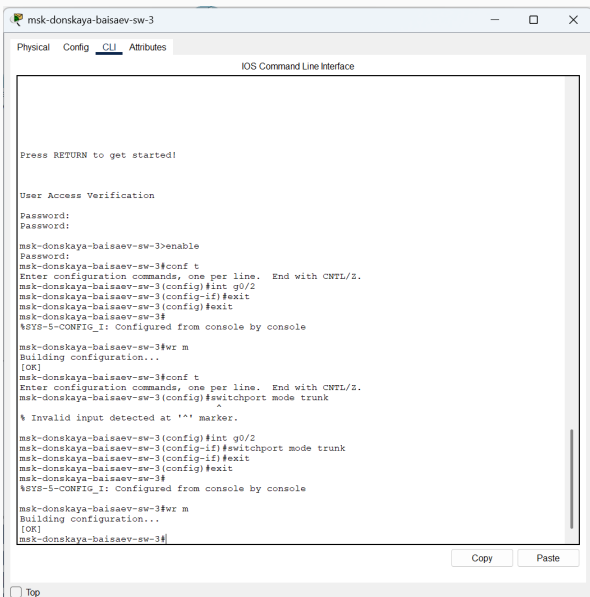 msk-donskaya-baisaev-sw-3
Physical Config CLI Attributes
IOS Command Line Interface
Press RETURN to get started!
User Access Verification
Password:
Password:
msk-donskaya-baisaev-sw-3>enable
Password:
msk-donskaya-baisaev-sw-3#conf t
Enter configuration commands, one per line.  End with CNTL/Z.
msk-donskaya-baisaev-sw-3(config)#int g0/2
msk-donskaya-baisaev-sw-3(config-if)#exit
msk-donskaya-baisaev-sw-3(config)#exit
msk-donskaya-baisaev-sw-3#
%SYS-5-CONFIG_I: Configured from console by console
msk-donskaya-baisaev-sw-3#wr m
Building configuration...
[OK]
msk-donskaya-baisaev-sw-3#conf t
Enter configuration commands, one per line.  End with CNTL/Z.
msk-donskaya-baisaev-sw-3(config)#switchport mode trunk
^
% Invalid input detected at '^' marker.
msk-donskaya-baisaev-sw-3(config)#int g0/2
msk-donskaya-baisaev-sw-3(config-if)#switchport mode trunk
msk-donskaya-baisaev-sw-3(config-if)#exit
msk-donskaya-baisaev-sw-3(config)#exit
msk-donskaya-baisaev-sw-3#
%SYS-5-CONFIG_I: Configured from console by console
msk-donskaya-baisaev-sw-3#wr m
Building configuration...
[OK]
msk-donskaya-baisaev-sw-3#
Copy Paste
Top